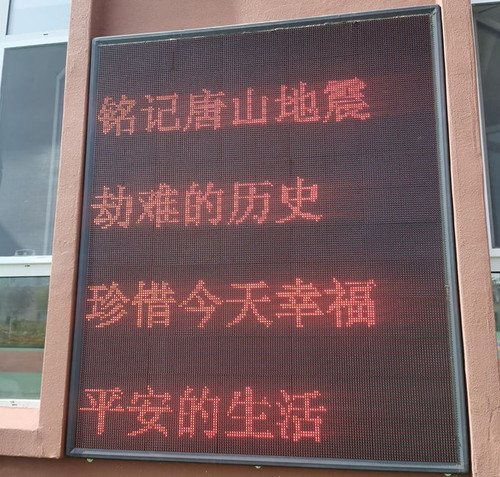 铭记唐山地震
劫难的历史
珍惜今天幸福
平安的生活